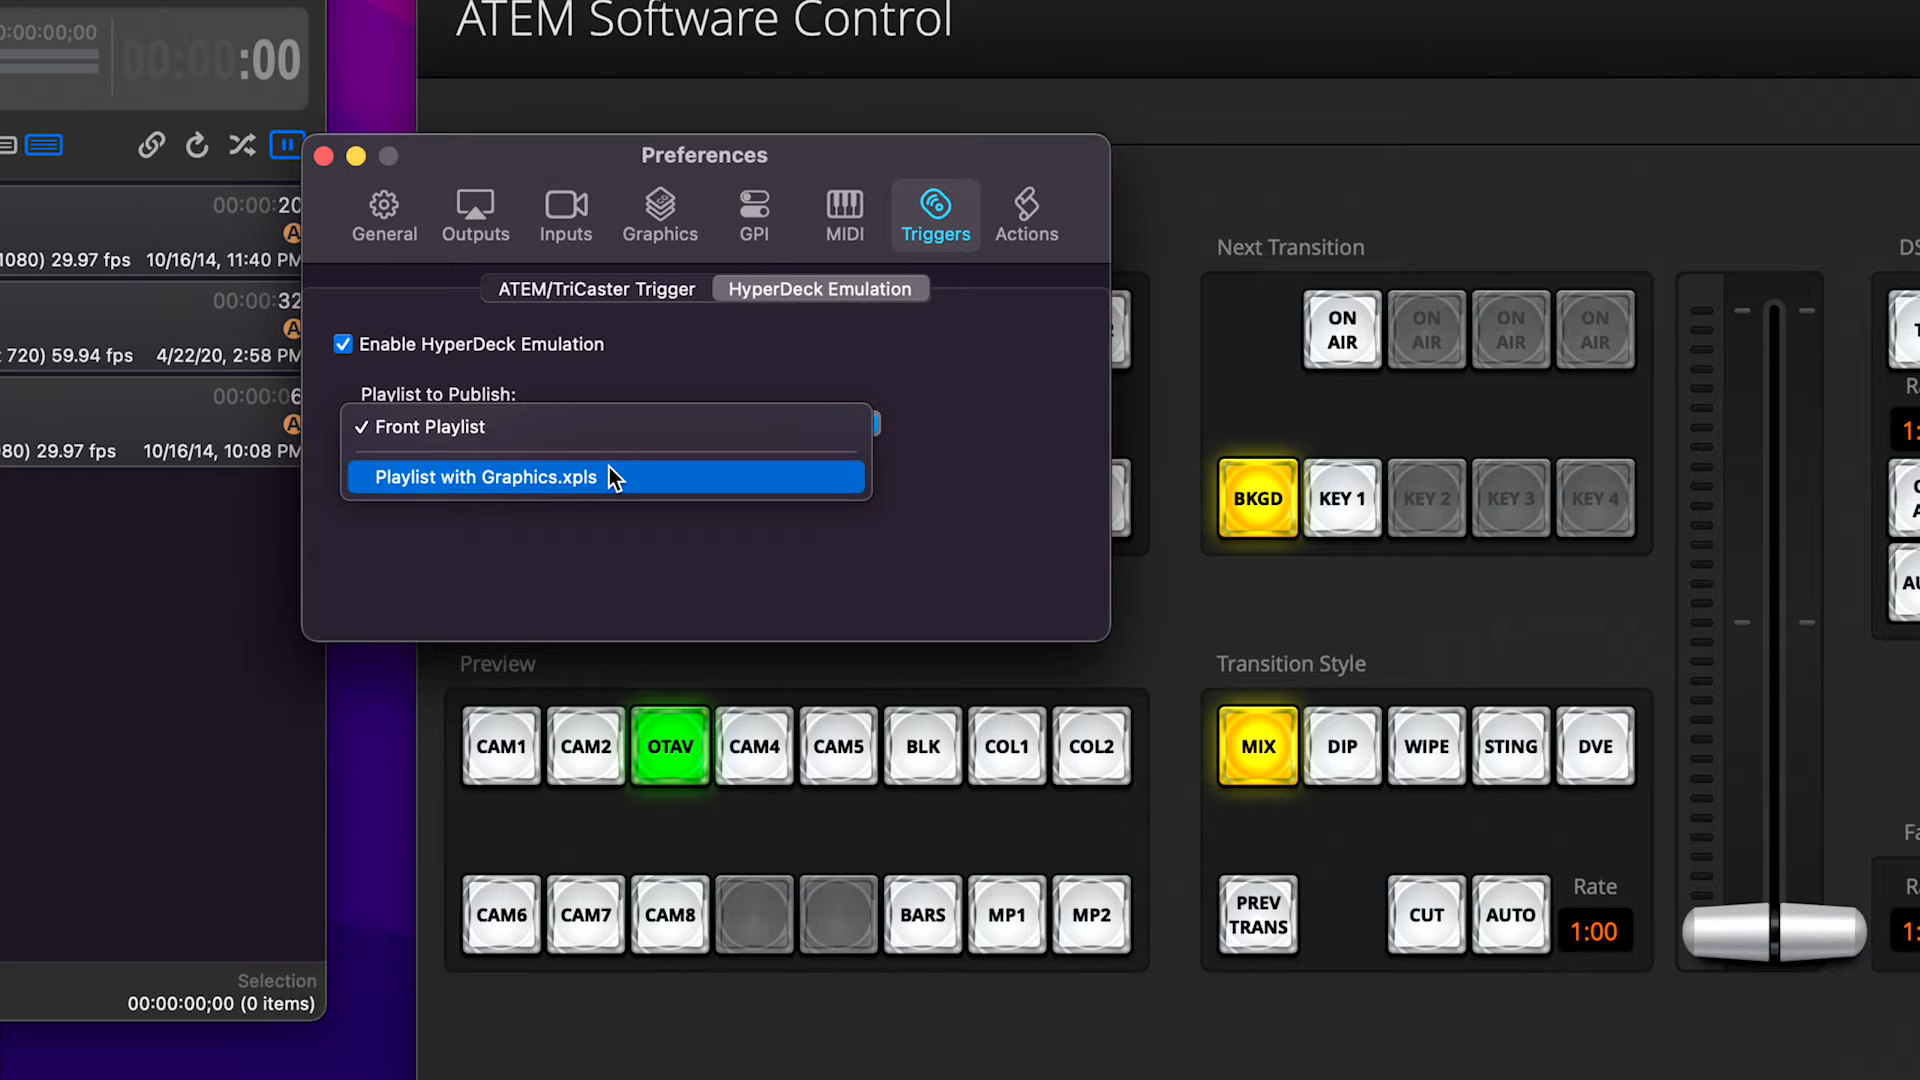 ATEM Software Control
0:00:00;00
00:00:00
Preferences
General
Outputs
Inputs
Graphics
GPI
MIDI
Triggers
Actions
ATEM/TriCaster Trigger
HyperDeck Emulation
Enable HyperDeck Emulation
Playlist to Publish:
Front Playlist
Playlist with Graphics.xpls
00:00:20
A
1080) 29.97 fps 10/16/14, 11:40 PM
00:00:32
A
720) 59.94 fps 4/22/20, 2:58 PM
00:00:06
A
80) 29.97 fps 10/16/14, 10:08 PM
Selection
00:00:00;00 (0 items)
Next Transition
ON AIR
ON AIR
ON AIR
ON AIR
BKGD
KEY 1
KEY 2
KEY 3
KEY 4
Preview
CAM1
CAM2
OTAV
CAM4
CAM5
BLK
COL1
COL2
CAM6
CAM7
CAM8
BARS
MP1
MP2
Transition Style
MIX
DIP
WIPE
STING
DVE
PREV TRANS
CUT
AUTO
Rate
1:00
DS
1:
1: